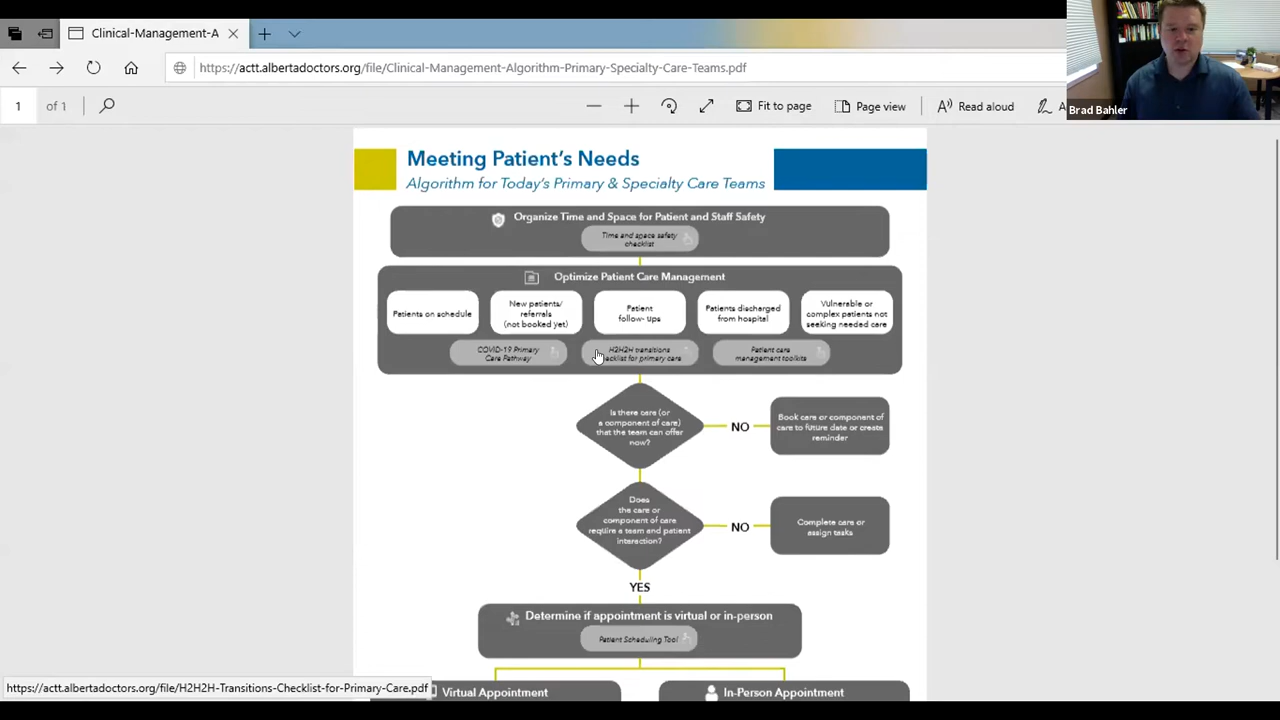 Clinical-Management-A
https://actt.albertadoctors.org/file/Clinical-Management-Algorithm-Primary-Specialty-Care-Teams.pdf
1 of 1
Fit to page
Page view
Read aloud
Brad Bahler
Meeting Patient's Needs
Algorithm for Today's Primary & Specialty Care Teams
Organize Time and Space for Patient and Staff Safety
Time and space safety
checklist
Optimize Patient Care Management
Patients on schedule
New patients/
referrals
(not booked yet)
Patient
follow- ups
Patients discharged
from hospital
Vulnerable or
complex patients not
seeking needed care
COVID-19 Primary
Care Pathway
H2H2H transitions
checklist for primary care
Patient care
management toolkits
Is there care (or
a component of care)
that the team can offer
now?
NO
Book care or component of
care to future date or create
reminder
Does
the care or
component of care
require a team and patient
interaction?
NO
Complete care or
assign tasks
YES
Determine if appointment is virtual or in-person
Patient Scheduling Tool
Virtual Appointment
In-Person Appointment
https://actt.albertadoctors.org/file/H2H2H-Transitions-Checklist-for-Primary-Care.pdf